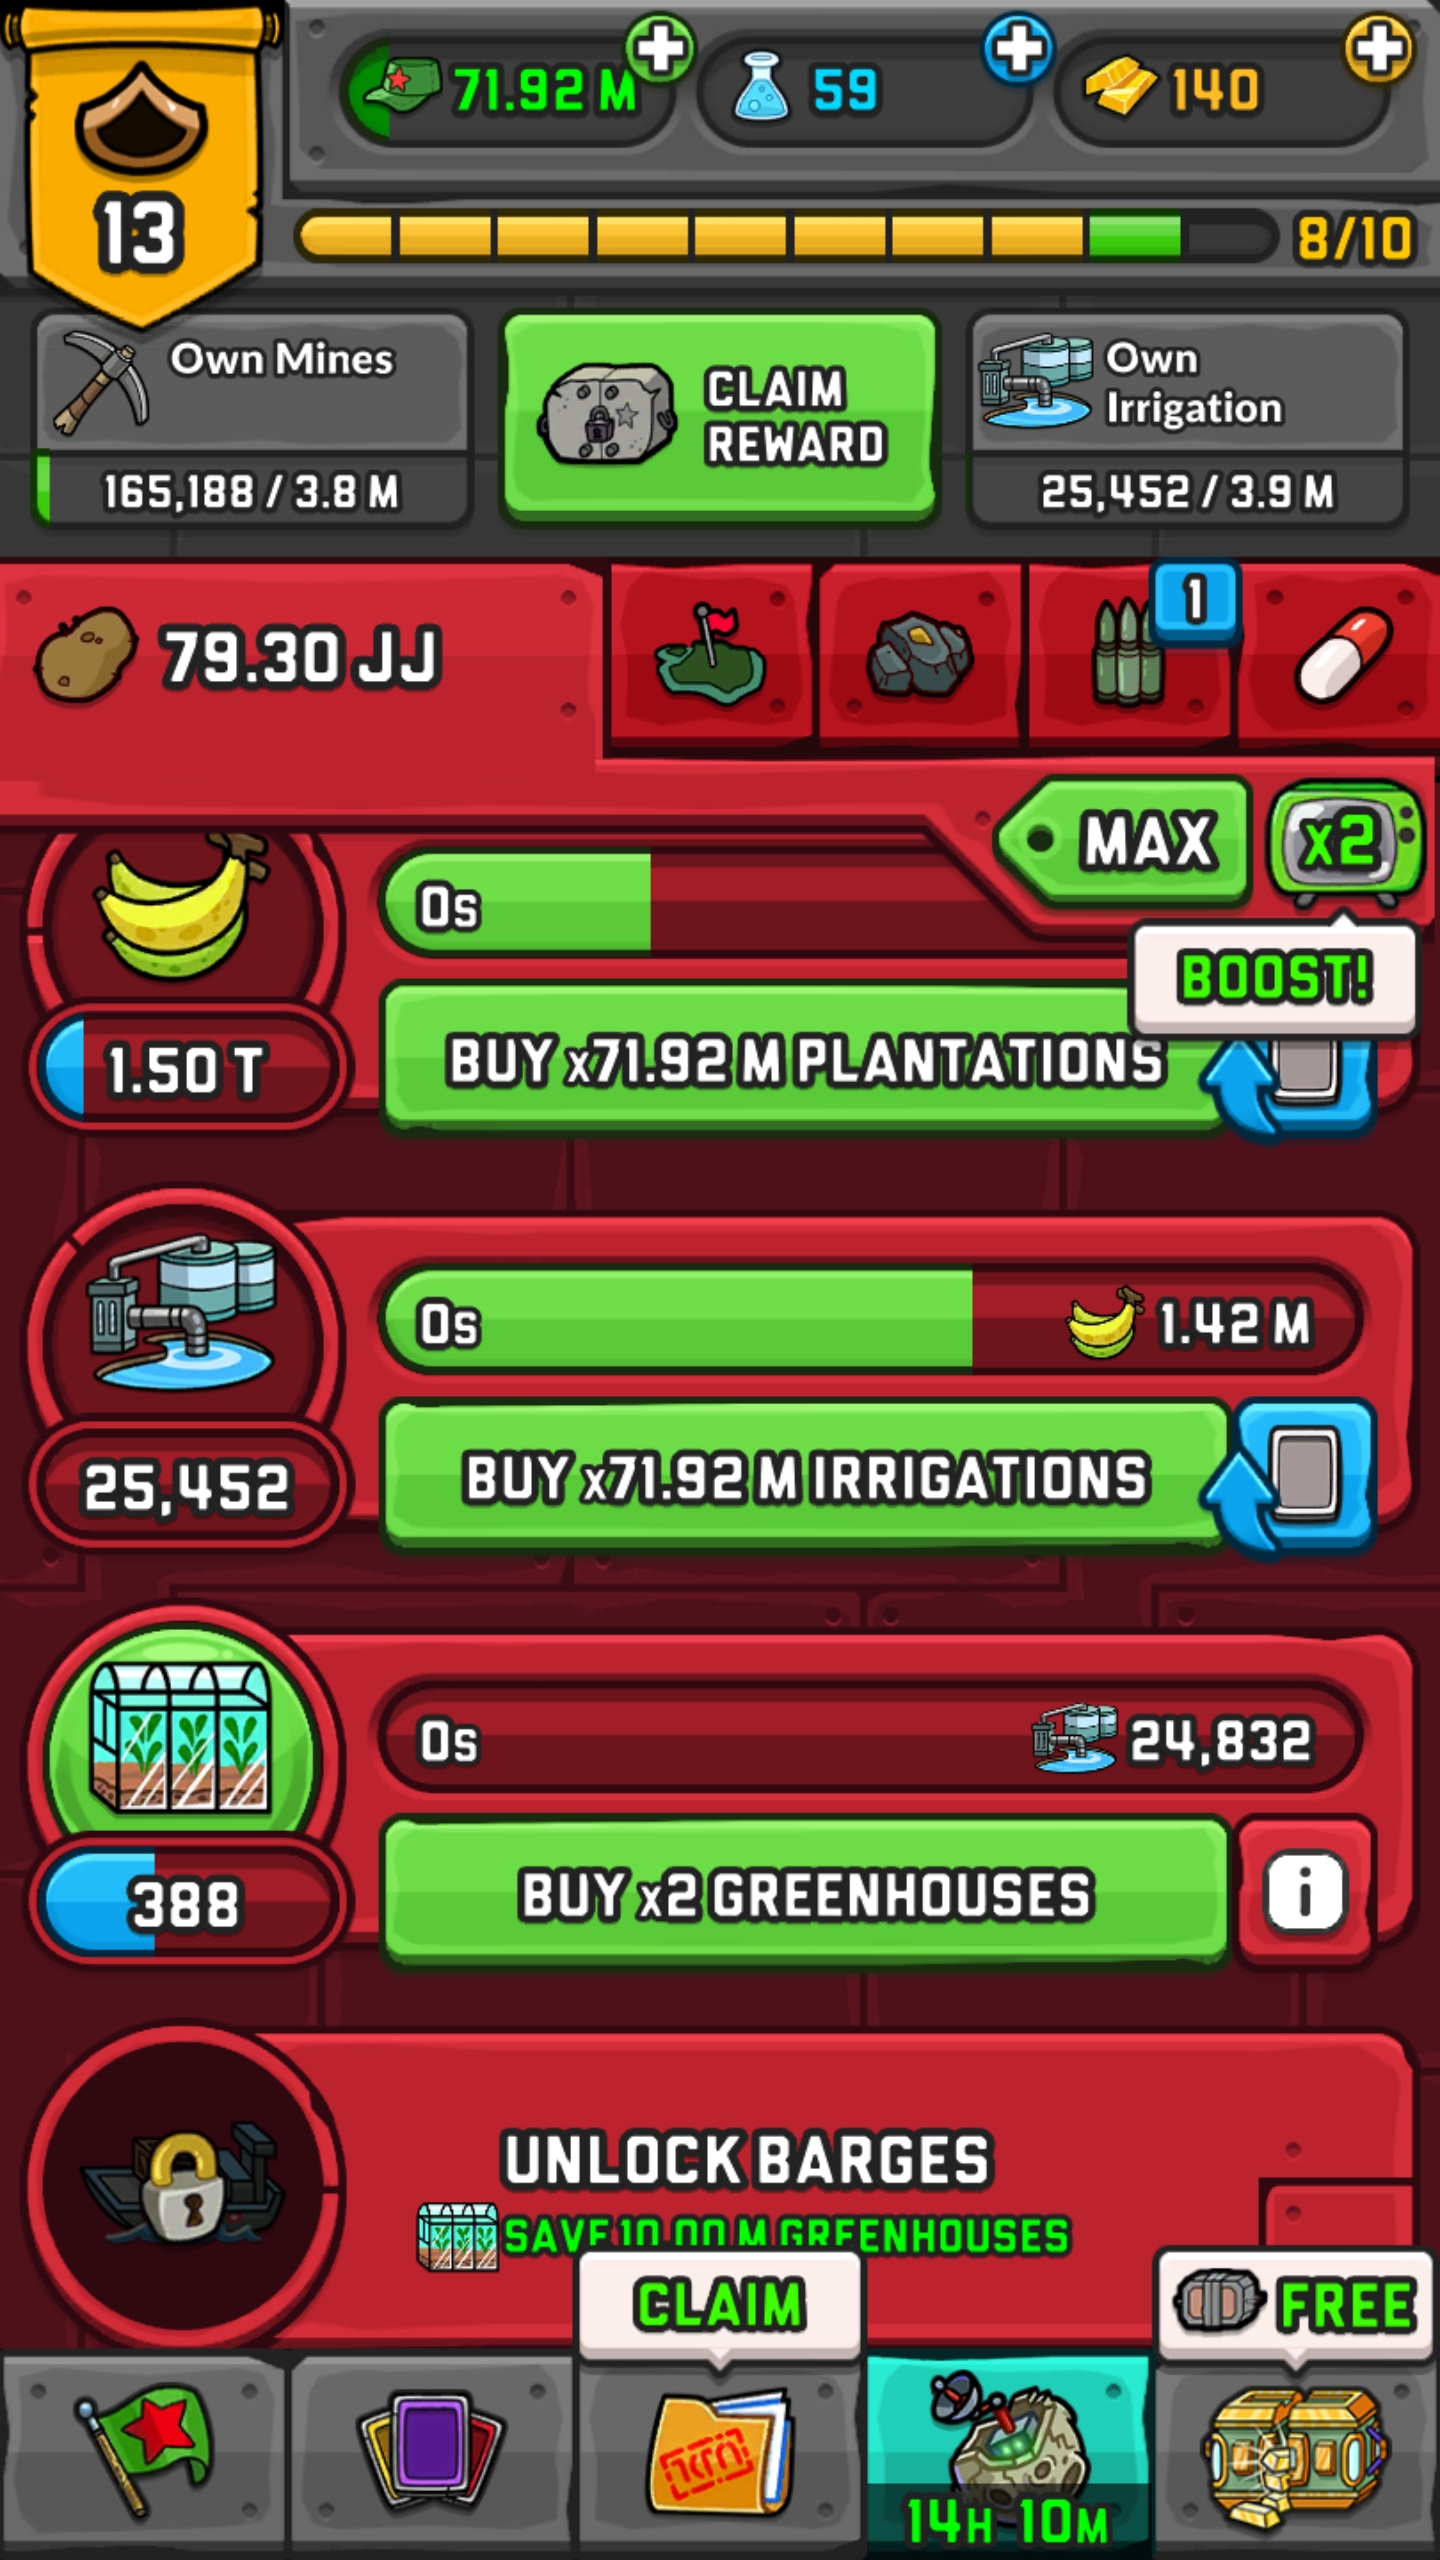 71.92 M
59
140
13
8/10
Own Mines
165,188 / 3.8 M
CLAIM
REWARD
Own
Irrigation
25,452 / 3.9 M
79.30 JJ
1
MAX
x2
0s
BOOST!
1.50 T
BUY x71.92 M PLANTATIONS
0s
1.42 M
25,452
BUY x71.92 M IRRIGATIONS
0s
24,832
388
BUY x2 GREENHOUSES
i
UNLOCK BARGES
SAVE 10.00 M GREENHOUSES
CLAIM
FREE
14H 10M